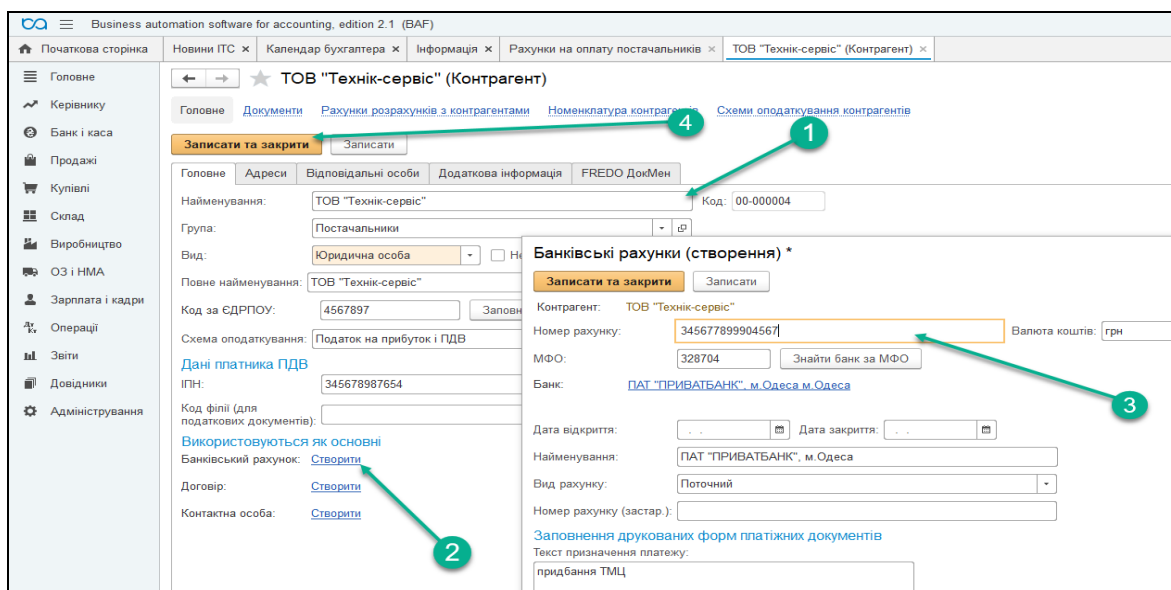 Business automation software for accounting, edition 2.1 (BAF)
Початкова сторінка Новини ІТС × Календар бухгалтера × Інформація × Рахунки на оплату постачальників × ТОВ "Технік-сервіс" (Контрагент) ×
Головне
Керівнику
Банк і каса
Продажі
Купівлі
Склад
Виробництво
ОЗ і НМА
Зарплата і кадри
Операції
Звіти
Довідники
Адміністрування
ТОВ "Технік-сервіс" (Контрагент)
Головне Документи Рахунки розрахунків з контрагентами Номенклатура контрагентів Схеми оподаткування контрагентів
4
1
Записати та закрити Записати
Головне Адреси Відповідальні особи Додаткова інформація FREDO ДокМен
Найменування: ТОВ "Технік-сервіс" Код: 00-000004
Група: Постачальники
Вид: Юридична особа Не
Повне найменування: ТОВ "Технік-сервіс"
Код за ЄДРПОУ: 4567897 Заповн
Схема оподаткування: Податок на прибуток і ПДВ
Дані платника ПДВ
ІПН: 345678987654
Код філії (для
податкових документів):
Використовуються як основні
Банківський рахунок: Створити
Договір: Створити
Контактна особа: Створити
2
Банківські рахунки (створення) *
Записати та закрити Записати
Контрагент: ТОВ "Технік-сервіс"
Номер рахунку: 345677899904567 Валюта коштів: грн
МФО: 328704 Знайти банк за МФО
Банк: ПАТ "ПРИВАТБАНК", м.Одеса м.Одеса
3
Дата відкриття: . . Дата закриття: . .
Найменування: ПАТ "ПРИВАТБАНК", м.Одеса
Вид рахунку: Поточний
Номер рахунку (застар.):
Заповнення друкованих форм платіжних документів
Текст призначення платежу:
придбання ТМЦ